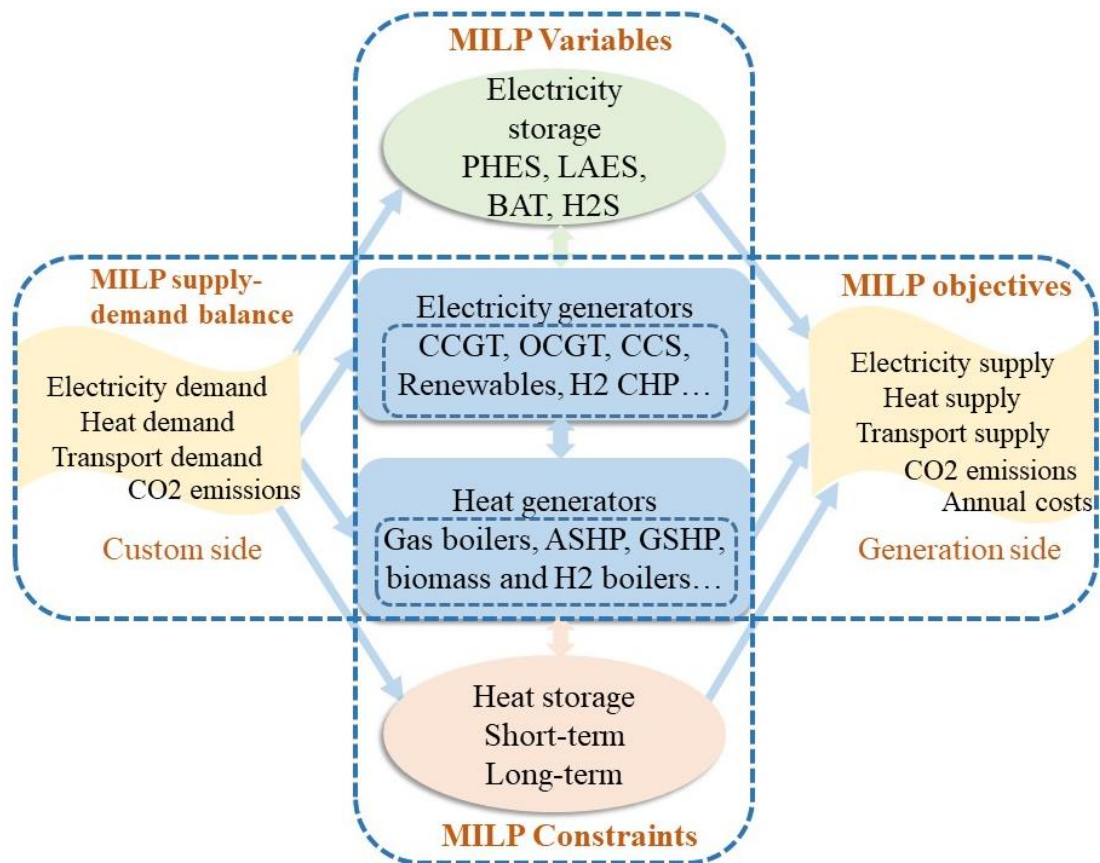 MILP Variables
Electricity
storage
PHES, LAES,
BAT, H2S
MILP supply-
demand balance
Electricity demand
Heat demand
Transport demand
CO2 emissions
Custom side
Electricity generators
CCGT, OCGT, CCS,
Renewables, H2 CHP…
Heat generators
Gas boilers, ASHP, GSHP,
biomass and H2 boilers…
MILP objectives
Electricity supply
Heat supply
Transport supply
CO2 emissions
Annual costs
Generation side
Heat storage
Short-term
Long-term
MILP Constraints